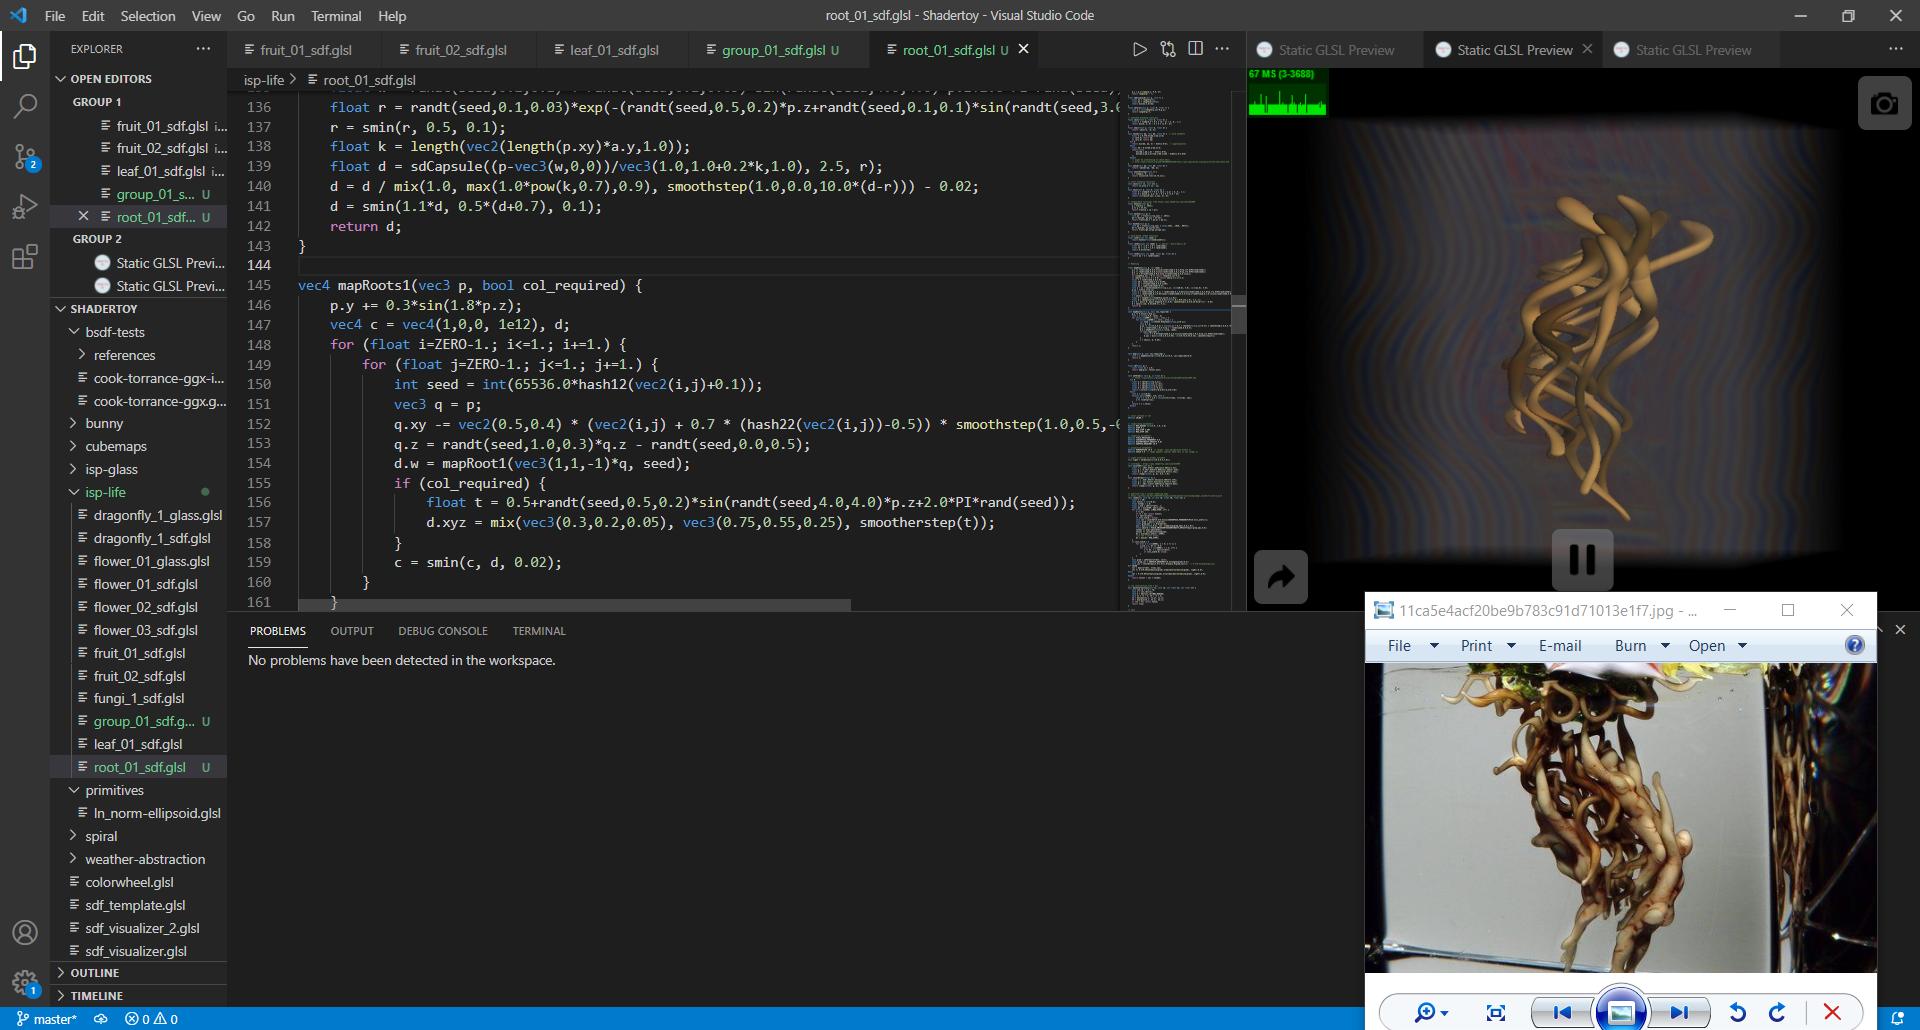 File Edit Selection View Go Run Terminal Help
root_01_sdf.glsl - Shadertoy - Visual Studio Code
EXPLORER
OPEN EDITORS
GROUP 1
fruit_01_sdf.glsl i...
fruit_02_sdf.glsl i...
leaf_01_sdf.glsl i...
group_01_s... U
root_01_sdf... U
GROUP 2
Static GLSL Previ...
Static GLSL Previ...
SHADERTOY
bsdf-tests
references
cook-torrance-ggx-i...
cook-torrance-ggx.g...
bunny
cubemaps
isp-glass
isp-life
dragonfly_1_glass.glsl
dragonfly_1_sdf.glsl
flower_01_glass.glsl
flower_01_sdf.glsl
flower_02_sdf.glsl
flower_03_sdf.glsl
fruit_01_sdf.glsl
fruit_02_sdf.glsl
fungi_1_sdf.glsl
group_01_sdf.g... U
leaf_01_sdf.glsl
root_01_sdf.glsl U
primitives
ln_norm-ellipsoid.glsl
spiral
weather-abstraction
colorwheel.glsl
sdf_template.glsl
sdf_visualizer_2.glsl
sdf_visualizer.glsl
OUTLINE
TIMELINE
2
1
fruit_01_sdf.glsl fruit_02_sdf.glsl leaf_01_sdf.glsl group_01_sdf.glsl U root_01_sdf.glsl U
isp-life > root_01_sdf.glsl
136 float r = randt(seed,0.1,0.03)*exp(-(randt(seed,0.5,0.2)*p.z+randt(seed,0.1,0.1)*sin(randt(seed,3.0
137 r = smin(r, 0.5, 0.1);
138 float k = length(vec2(length(p.xy)*a.y,1.0));
139 float d = sdCapsule((p-vec3(w,0,0))/vec3(1.0,1.0+0.2*k,1.0), 2.5, r);
140 d = d / mix(1.0, max(1.0*pow(k,0.7),0.9), smoothstep(1.0,0.0,10.0*(d-r))) - 0.02;
141 d = smin(1.1*d, 0.5*(d+0.7), 0.1);
142 return d;
143 }
144
145 vec4 mapRoots1(vec3 p, bool col_required) {
146 p.y += 0.3*sin(1.8*p.z);
147 vec4 c = vec4(1,0,0, 1e12), d;
148 for (float i=ZERO-1.; i<=1.; i+=1.) {
149 for (float j=ZERO-1.; j<=1.; j+=1.) {
150 int seed = int(65536.0*hash12(vec2(i,j)+0.1));
151 vec3 q = p;
152 q.xy -= vec2(0.5,0.4) * (vec2(i,j) + 0.7 * (hash22(vec2(i,j))-0.5)) * smoothstep(1.0,0.5,-0
153 q.z = randt(seed,1.0,0.3)*q.z - randt(seed,0.0,0.5);
154 d.w = mapRoot1(vec3(1,1,-1)*q, seed);
155 if (col_required) {
156 float t = 0.5+randt(seed,0.5,0.2)*sin(randt(seed,4.0,4.0)*p.z+2.0*PI*rand(seed));
157 d.xyz = mix(vec3(0.3,0.2,0.05), vec3(0.75,0.55,0.25), smootherstep(t));
158 }
159 c = smin(c, d, 0.02);
160 }
161 }
PROBLEMS OUTPUT DEBUG CONSOLE TERMINAL
No problems have been detected in the workspace.
Static GLSL Preview Static GLSL Preview Static GLSL Preview
67 MS (3-3688)
11ca5e4acf20be9b783c91d71013e1f7.jpg - ...
File Print E-mail Burn Open
master* 0 0